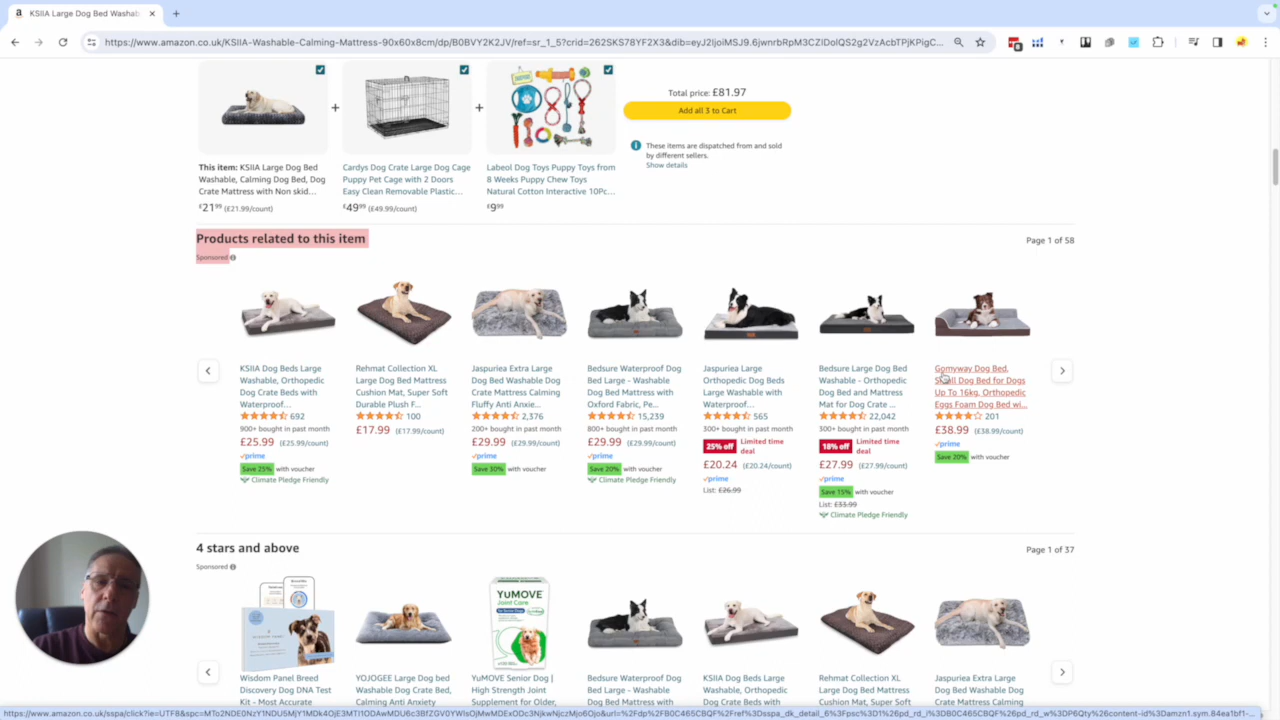 KSIIA Large Dog Bed Washab
https://www.amazon.co.uk/KSIIA-Washable-Calming-Mattress-90x60x8cm/dp/B0BVY2K2JV/ref=sr_1_5?crid=262SKS78YF2X3&dib=eyJ2IjoiMSJ9.6jwnrbRpM3CZIDolQS2g2VzAcbTPjKPigC...
Total price: £81.97
Add all 3 to Cart
These items are dispatched from and sold
by different sellers.
Show details
This item: KSIIA Large Dog Bed
Washable, Calming Dog Bed, Dog
Crate Mattress with Non skid...
£21.99 (£21.99/count)
Cardys Dog Crate Large Dog Cage
Puppy Pet Cage with 2 Doors
Easy Clean Removable Plastic...
£49.99 (£49.99/count)
Labeol Dog Toys Puppy Toys from
8 Weeks Puppy Chew Toys
Natural Cotton Interactive 10Pc...
£9.99
Products related to this item
Page 1 of 58
Sponsored
KSIIA Dog Beds Large
Washable, Orthopedic
Dog Crate Beds with
Waterproof...
692
900+ bought in past month
£25.99 (£25.99/count)
prime
Save 25% with voucher
Climate Pledge Friendly
Rehmat Collection XL
Large Dog Bed Mattress
Cushion Mat, Super Soft
Durable Plush F...
100
£17.99 (£17.99/count)
Jaspuriea Extra Large
Dog Bed Washable Dog
Crate Mattress Calming
Fluffy Anti Anxie...
2,376
200+ bought in past month
£29.99 (£29.99/count)
prime
Save 30% with voucher
Bedsure Waterproof Dog
Bed Large - Washable
Dog Bed Mattress with
Oxford Fabric, Pe...
15,239
800+ bought in past month
£29.99 (£29.99/count)
prime
Save 20% with voucher
Climate Pledge Friendly
Jaspuriea Large
Orthopedic Dog Beds
Large Washable with
Waterproof...
565
300+ bought in past month
25% off Limited time
deal
£20.24 (£20.24/count)
prime
List: £26.99
Bedsure Large Dog Bed
Washable - Orthopedic
Dog Bed and Mattress
Mat for Dog Crate ...
22,042
300+ bought in past month
18% off Limited time
deal
£27.99 (£27.99/count)
prime
Save 15% with voucher
List: £33.99
Climate Pledge Friendly
Gomyway Dog Bed,
Small Dog Bed for Dogs
Up To 16kg, Orthopedic
Eggs Foam Dog Bed wi...
201
£38.99 (£38.99/count)
prime
Save 20% with voucher
4 stars and above
Page 1 of 37
Sponsored
YuMOVE
Joint Care
Wisdom Panel Breed
Discovery Dog DNA Test
Kit - Most Accurate
YOJOGEE Large Dog bed
Washable Dog Crate Bed,
Calming Anti Anxiety
YuMOVE Senior Dog |
High Strength Joint
Supplement for Older,
Bedsure Waterproof Dog
Bed Large - Washable
Dog Bed Mattress with
KSIIA Dog Beds Large
Washable, Orthopedic
Dog Crate Beds with
Rehmat Collection XL
Large Dog Bed Mattress
Cushion Mat, Super Soft
Jaspuriea Extra Large
Dog Bed Washable Dog
Crate Mattress Calming